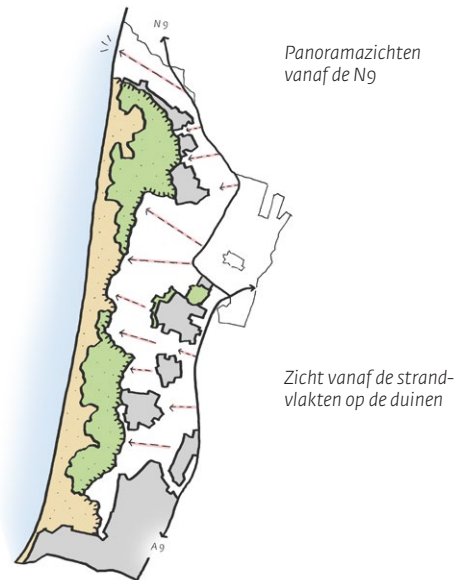 N9
Panoramazichten
vanaf de N9
Zicht vanaf de strand-
vlakten op de duinen
A9